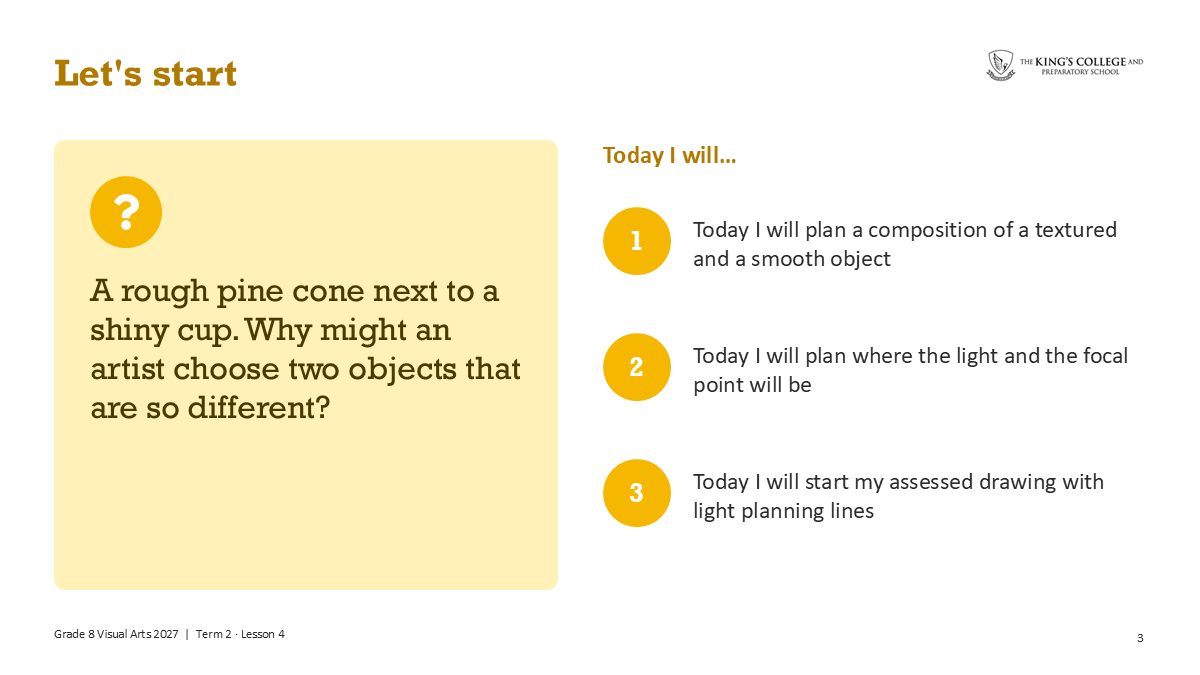 Let's start
THE KING'S COLLEGE AND
PREPARATORY SCHOOL
?
A rough pine cone next to a
shiny cup. Why might an
artist choose two objects that
are so different?
Today I will...
1
Today I will plan a composition of a textured
and a smooth object
2
Today I will plan where the light and the focal
point will be
3
Today I will start my assessed drawing with
light planning lines
Grade 8 Visual Arts 2027 | Term 2 · Lesson 4
3